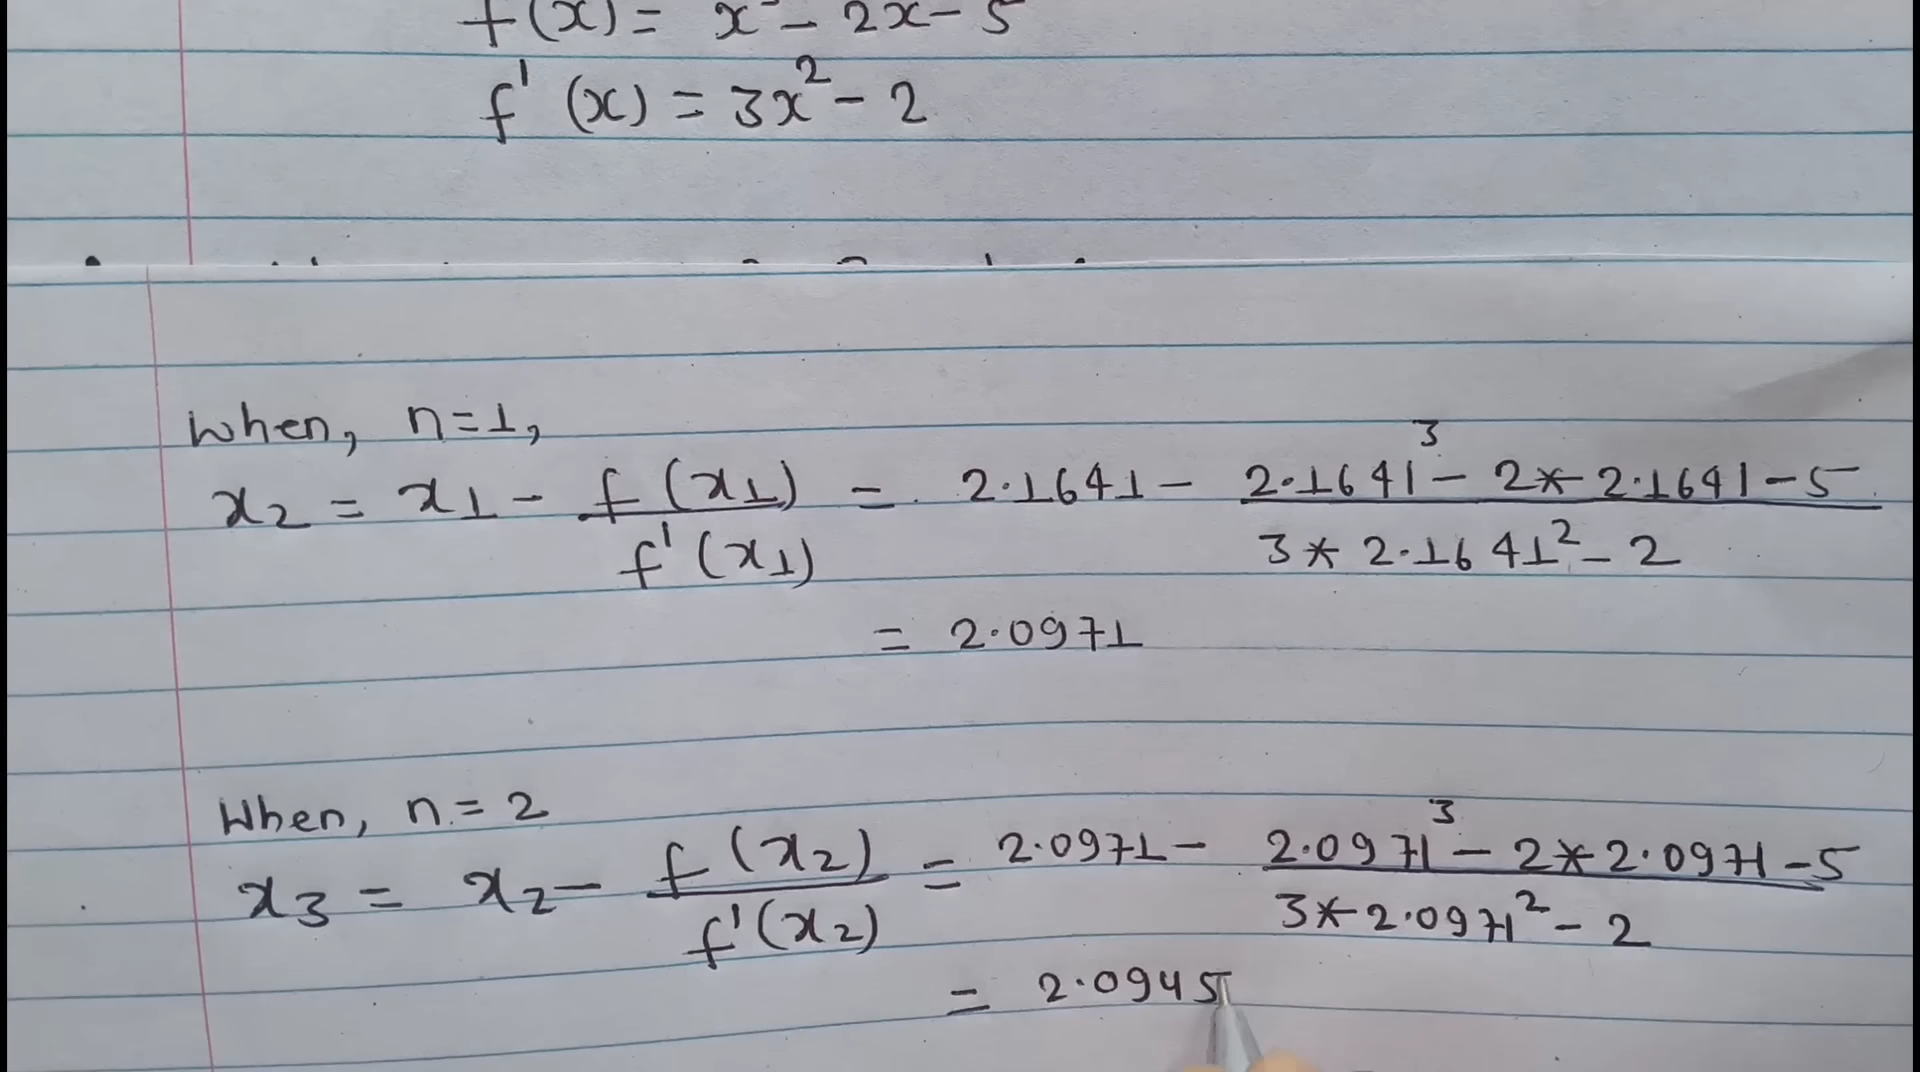 f(x) = x - 2x - 5
f'(x) = 3x² - 2
When, n=1,
x₂ = x₁ - f(x₁)/f'(x₁) = 2.1641 - (2.1641³ - 2*2.1641 - 5)/(3*2.1641² - 2)
= 2.0971
When, n=2
x₃ = x₂ - f(x₂)/f'(x₂) = 2.0971 - (2.0971³ - 2*2.0971 - 5)/(3*2.0971² - 2)
= 2.0945